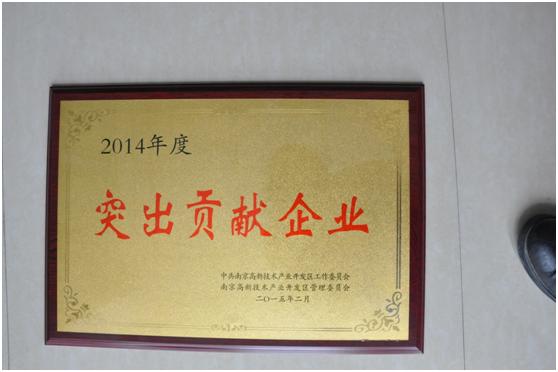 2014年度
突出贡献企业
中共南京高新技术产业开发区工作委员会
南京高新技术产业开发区管理委员会
二〇一五年二月